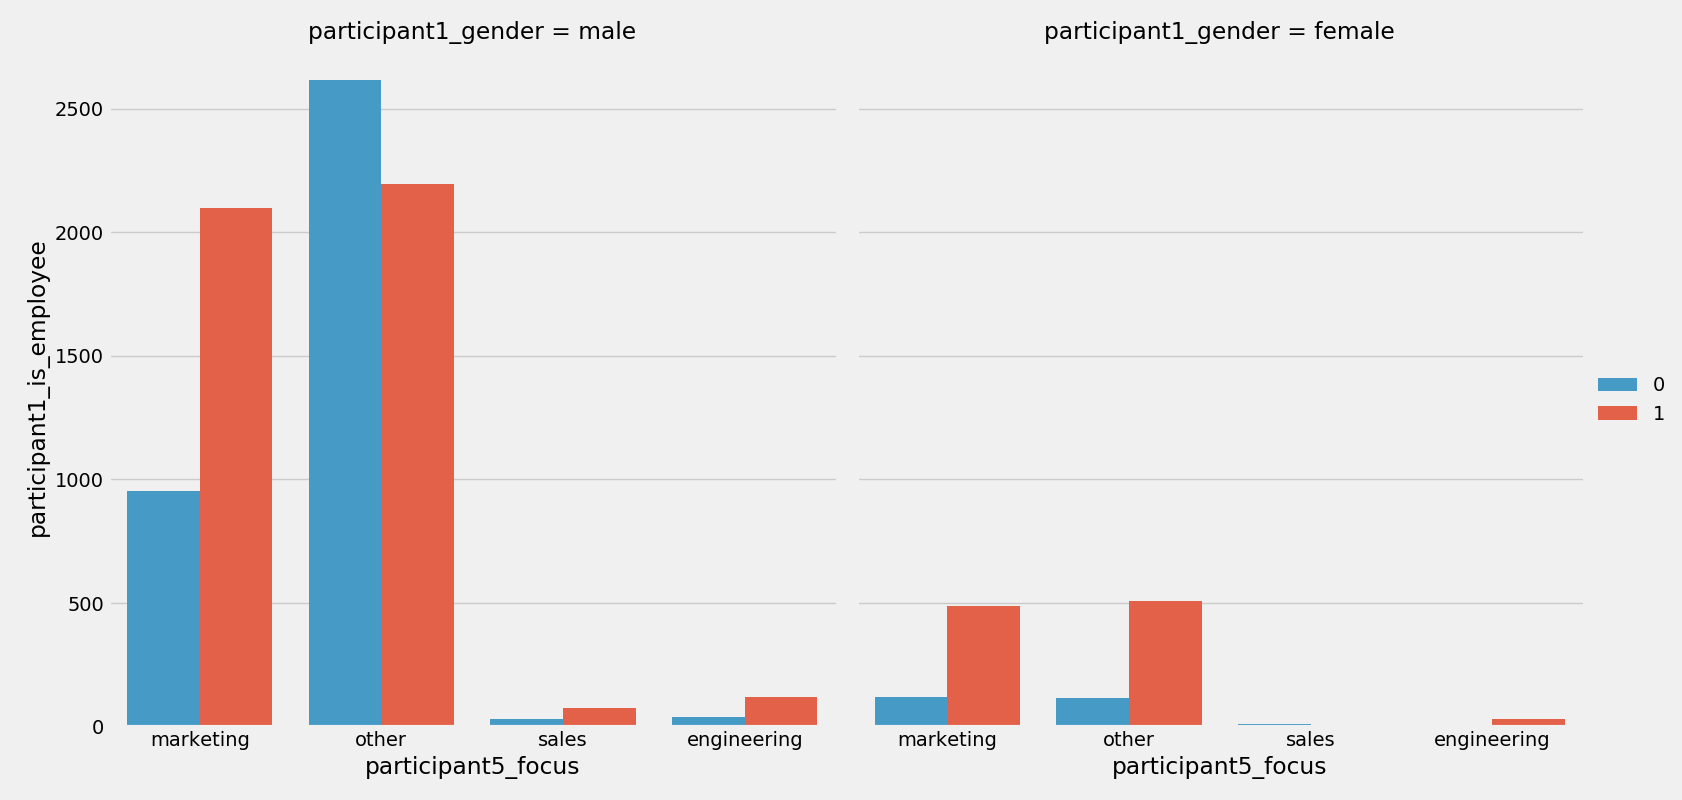 participant1_gender = male
participant1_gender = female
participant1_is_employee
2500
2000
1500
1000
500
0
marketing other sales engineering
marketing other sales engineering
participant5_focus
participant5_focus
0
1